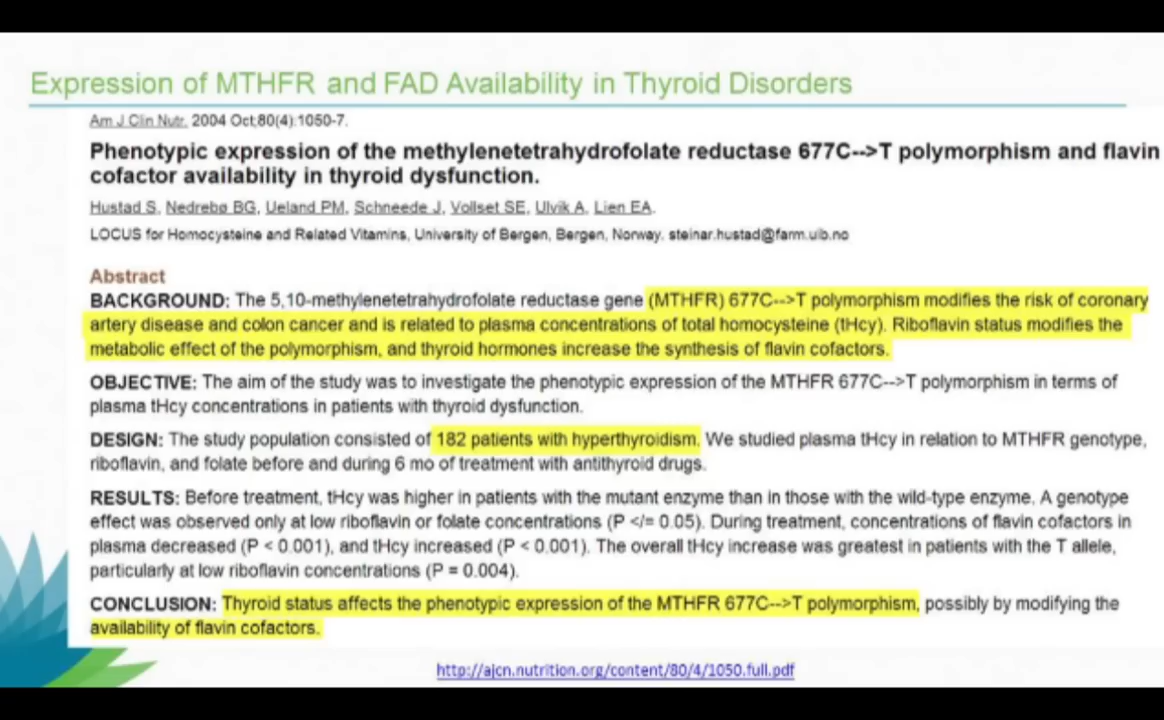 Expression of MTHFR and FAD Availability in Thyroid Disorders
Am J Clin Nutr. 2004 Oct;80(4):1050-7.
Phenotypic expression of the methylenetetrahydrofolate reductase 677C-->T polymorphism and flavin
cofactor availability in thyroid dysfunction.
Hustad S, Nedrebø BG, Ueland PM, Schneede J, Vollset SE, Ulvik A, Lien EA.
LOCUS for Homocysteine and Related Vitamins, University of Bergen, Bergen, Norway. steinar.hustad@farm.uib.no
Abstract
BACKGROUND: The 5,10-methylenetetrahydrofolate reductase gene (MTHFR) 677C-->T polymorphism modifies the risk of coronary
artery disease and colon cancer and is related to plasma concentrations of total homocysteine (tHcy). Riboflavin status modifies the
metabolic effect of the polymorphism, and thyroid hormones increase the synthesis of flavin cofactors.
OBJECTIVE: The aim of the study was to investigate the phenotypic expression of the MTHFR 677C-->T polymorphism in terms of
plasma tHcy concentrations in patients with thyroid dysfunction.
DESIGN: The study population consisted of 182 patients with hyperthyroidism. We studied plasma tHcy in relation to MTHFR genotype,
riboflavin, and folate before and during 6 mo of treatment with antithyroid drugs.
RESULTS: Before treatment, tHcy was higher in patients with the mutant enzyme than in those with the wild-type enzyme. A genotype
effect was observed only at low riboflavin or folate concentrations (P </= 0.05). During treatment, concentrations of flavin cofactors in
plasma decreased (P < 0.001), and tHcy increased (P < 0.001). The overall tHcy increase was greatest in patients with the T allele,
particularly at low riboflavin concentrations (P = 0.004).
CONCLUSION: Thyroid status affects the phenotypic expression of the MTHFR 677C-->T polymorphism, possibly by modifying the
availability of flavin cofactors.
http://ajcn.nutrition.org/content/80/4/1050.full.pdf